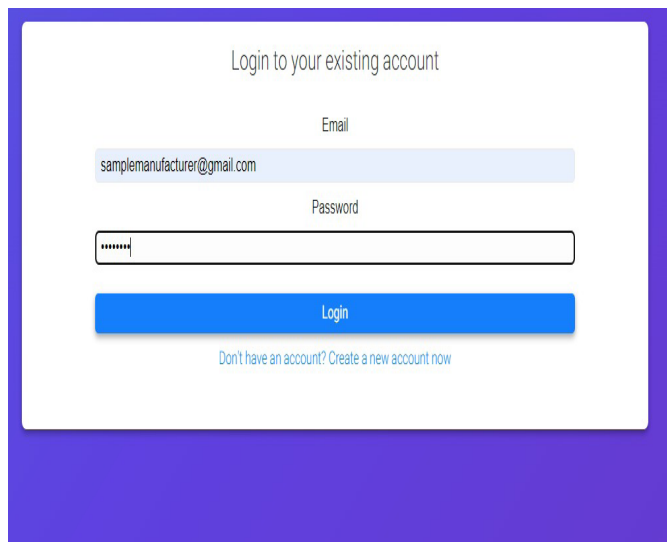 Login to your existing account
Email
samplemanufacturer@gmail.com
Password
••••••••
Login
Don't have an account? Create a new account now